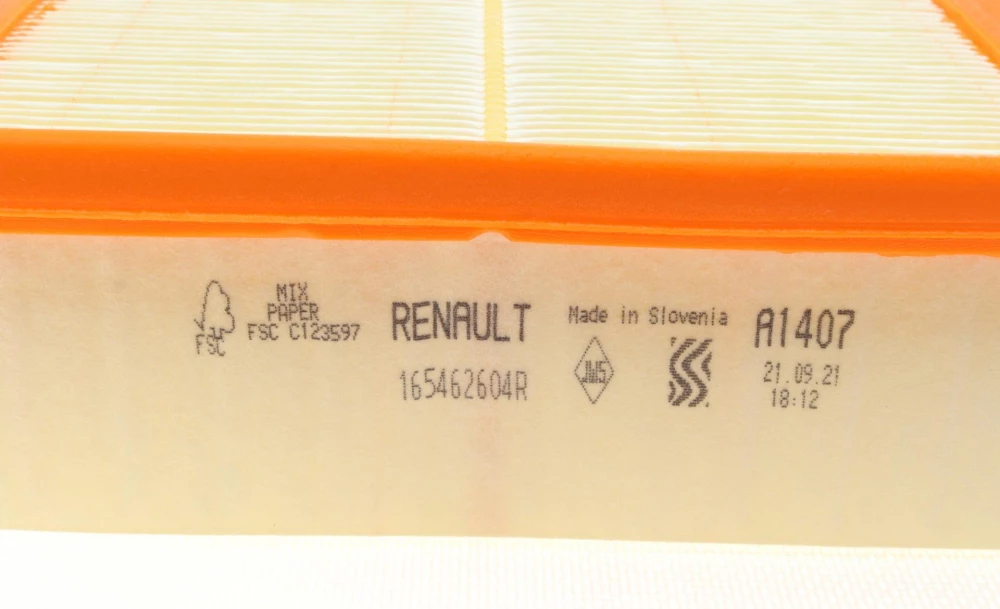 MIX
PAPER
FSC C123597
FSC
RENAULT
165462604R
Made in Slovenia
A1407
21.09.21
18:12